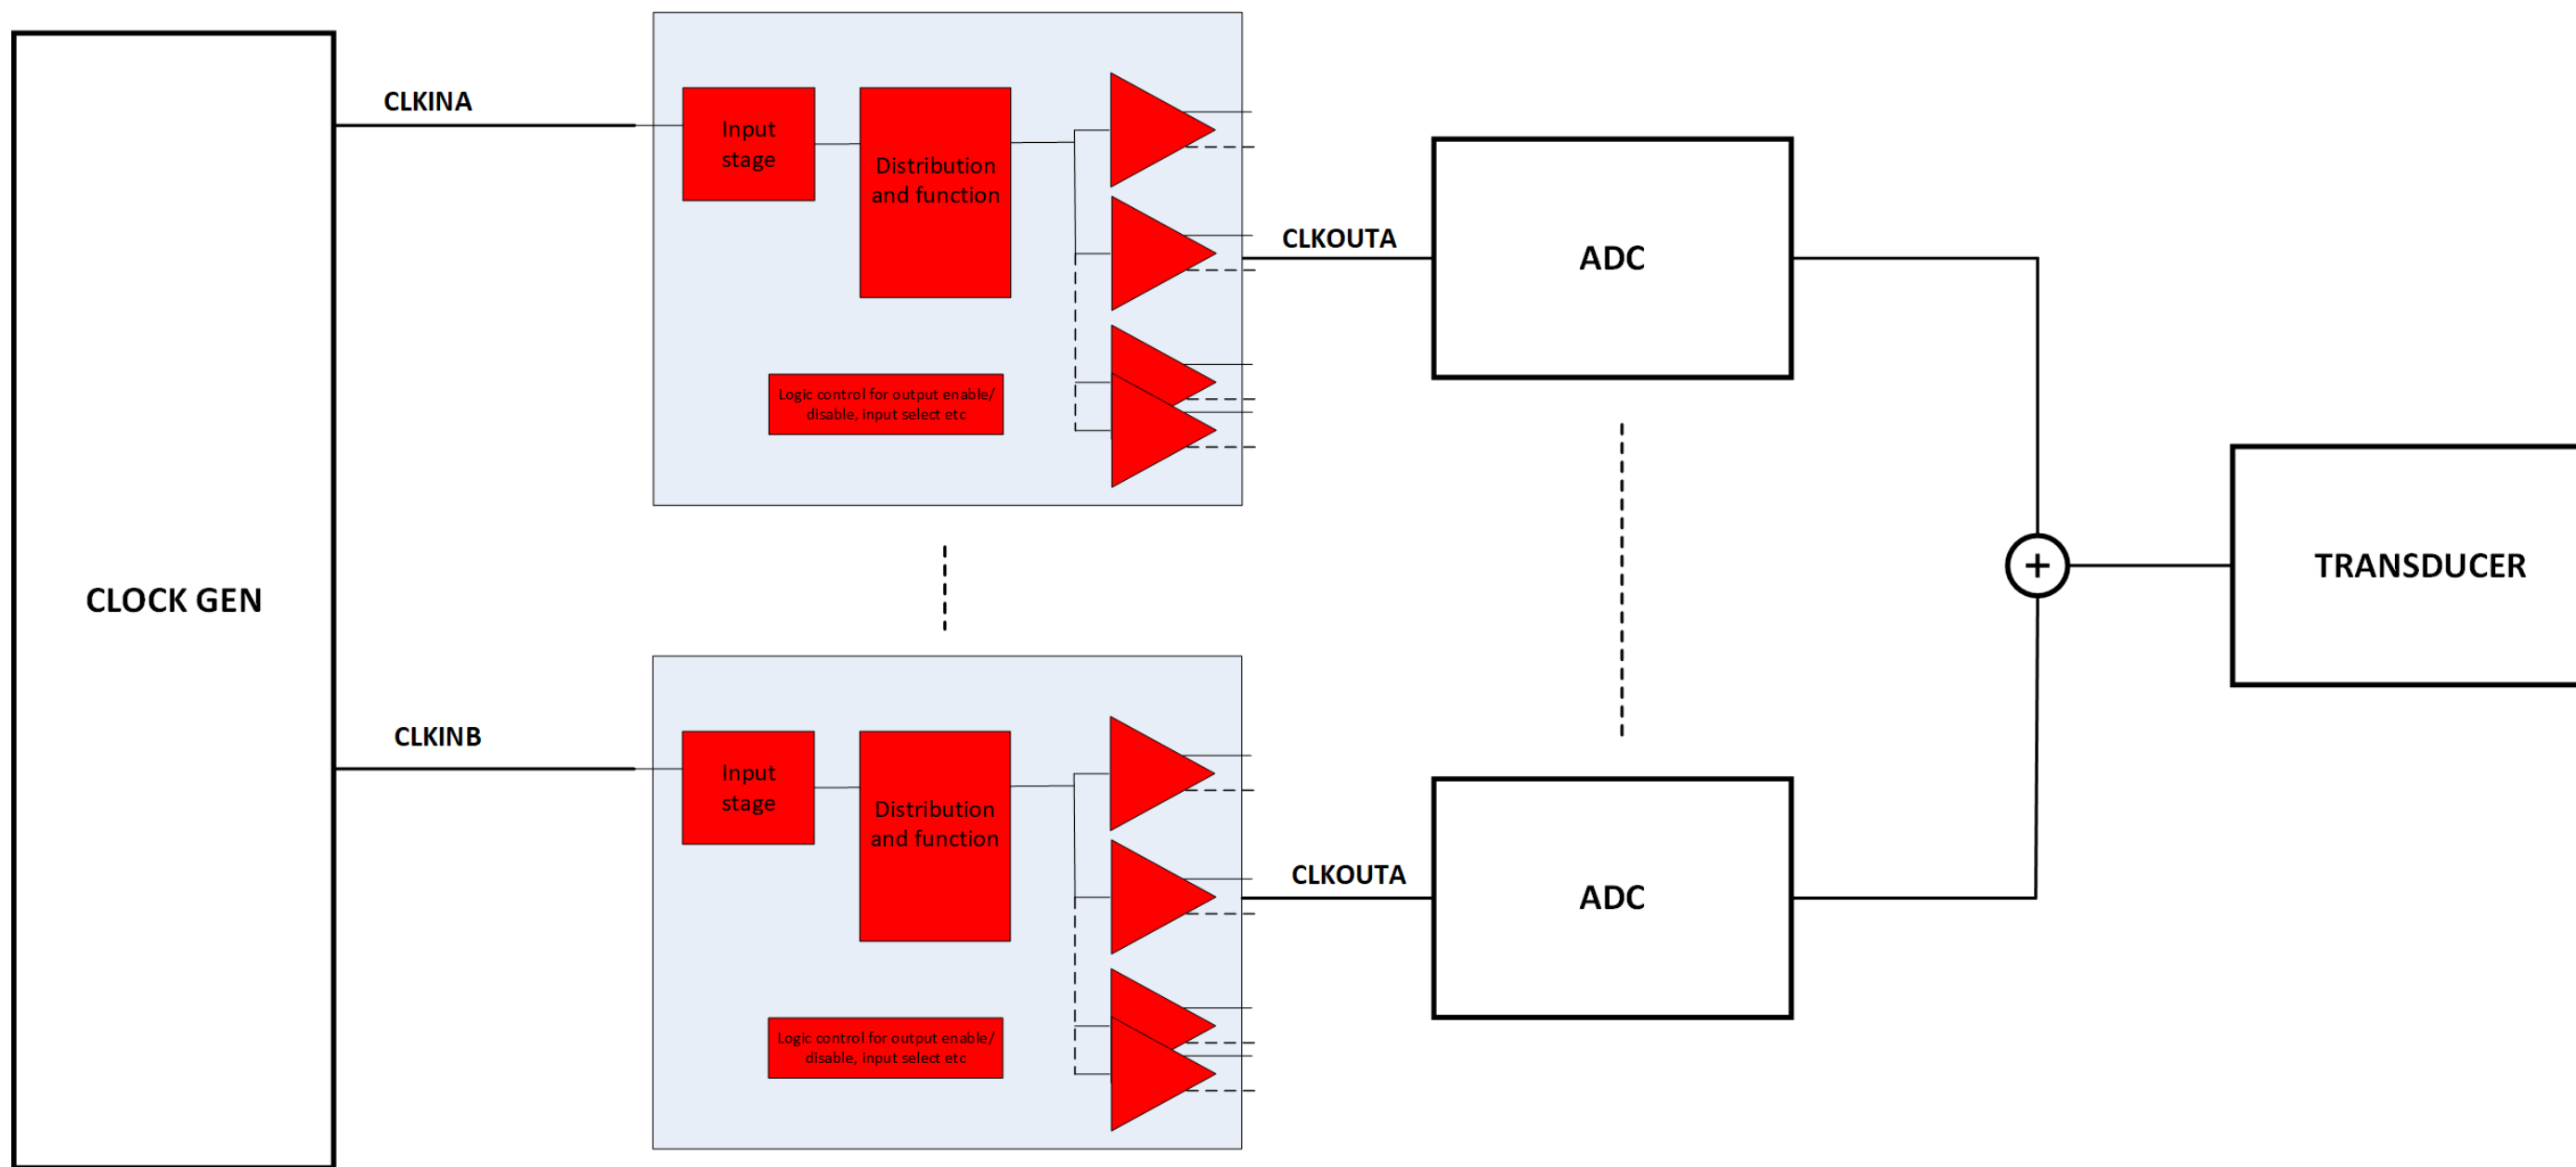 CLOCK GEN
CLKINA
Input
stage
Distribution
and function
Logic control for output enable/
disable, input select etc
CLKOUTA
ADC
CLKINB
Input
stage
Distribution
and function
Logic control for output enable/
disable, input select etc
CLKOUTA
ADC
+
TRANSDUCER